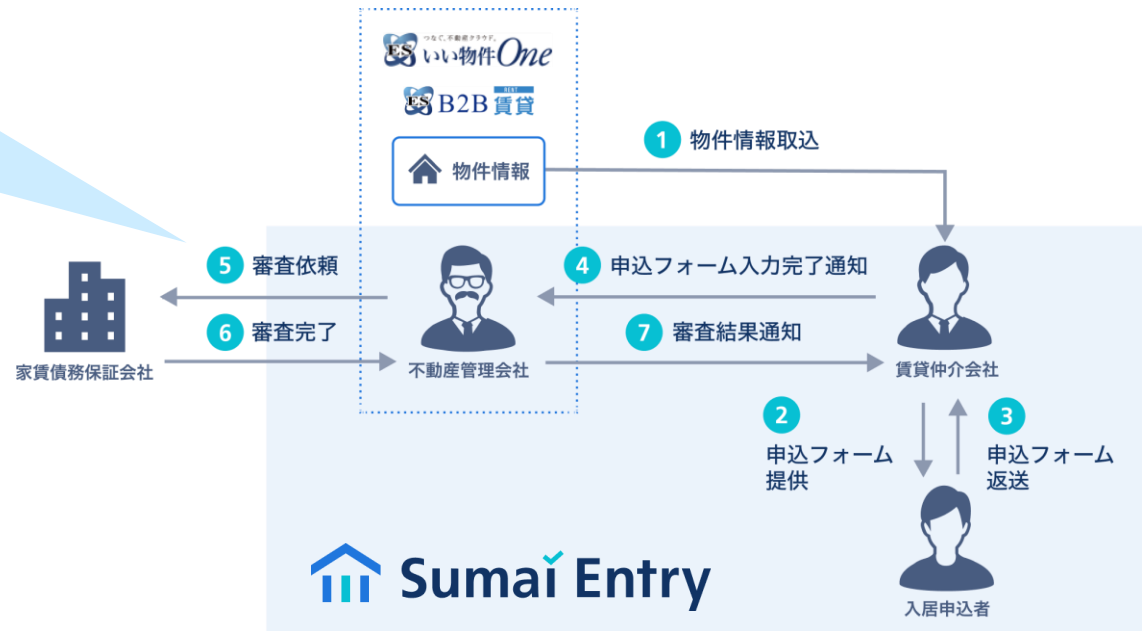 つなぐ、不動産クラウド。
ES いい物件One
ES B2B 賃貸
RENT
物件情報
1 物件情報取込
5 審査依頼
4 申込フォーム入力完了通知
6 審査完了
7 審査結果通知
家賃債務保証会社
不動産管理会社
賃貸仲介会社
2
申込フォーム
提供
3
申込フォーム
返送
Sumai Entry
入居申込者